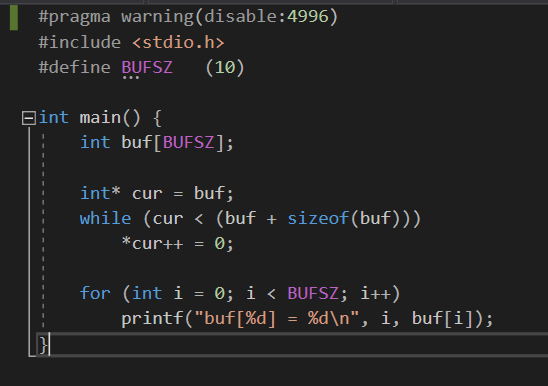 #pragma warning(disable:4996)
#include <stdio.h>
#define BUFSZ   (10)

int main() {
    int buf[BUFSZ];

    int* cur = buf;
    while (cur < (buf + sizeof(buf)))
        *cur++ = 0;

    for (int i = 0; i < BUFSZ; i++)
        printf("buf[%d] = %d\n", i, buf[i]);
}